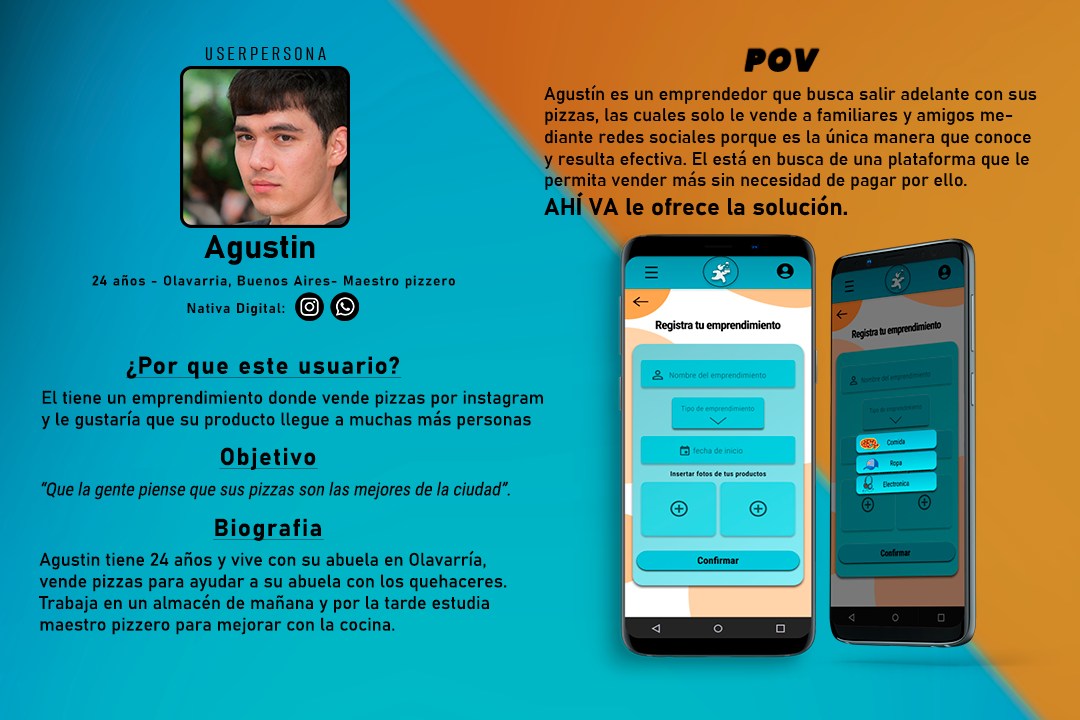 USERPERSONA
Agustin
24 años - Olavarria, Buenos Aires- Maestro pizzero
Nativa Digital:
¿Por que este usuario?
El tiene un emprendimiento donde vende pizzas por instagram
y le gustaría que su producto llegue a muchas más personas
Objetivo
"Que la gente piense que sus pizzas son las mejores de la ciudad".
Biografia
Agustin tiene 24 años y vive con su abuela en Olavarría,
vende pizzas para ayudar a su abuela con los quehaceres.
Trabaja en un almacén de mañana y por la tarde estudia
maestro pizzero para mejorar con la cocina.
POV
Agustín es un emprendedor que busca salir adelante con sus
pizzas, las cuales solo le vende a familiares y amigos me-
diante redes sociales porque es la única manera que conoce
y resulta efectiva. El está en busca de una plataforma que le
permita vender más sin necesidad de pagar por ello.
AHÍ VA le ofrece la solución.
Registra tu emprendimiento
Nombre del emprendimiento
Tipo de emprendimiento
fecha de inicio
Insertar fotos de tus productos
Confirmar
Registra tu emprendimiento
Nombre del emprendimiento
Tipo de emprendimiento
Comida
Ropa
Electronica
Confirmar